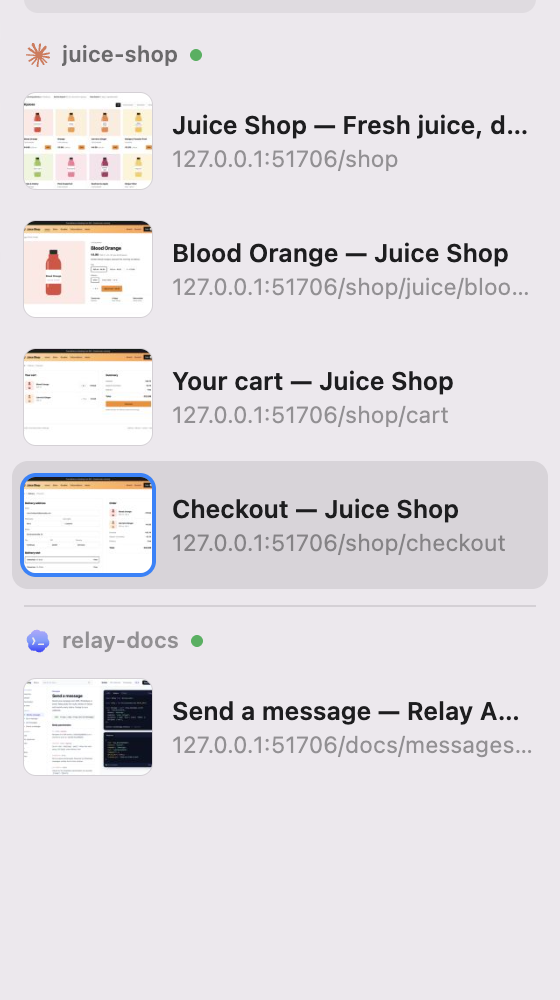 juice-shop
Juice Shop — Fresh juice, d...
127.0.0.1:51706/shop
Blood Orange — Juice Shop
127.0.0.1:51706/shop/juice/bloo...
Your cart — Juice Shop
127.0.0.1:51706/shop/cart
Checkout — Juice Shop
127.0.0.1:51706/shop/checkout
relay-docs
Send a message — Relay A...
127.0.0.1:51706/docs/messages...